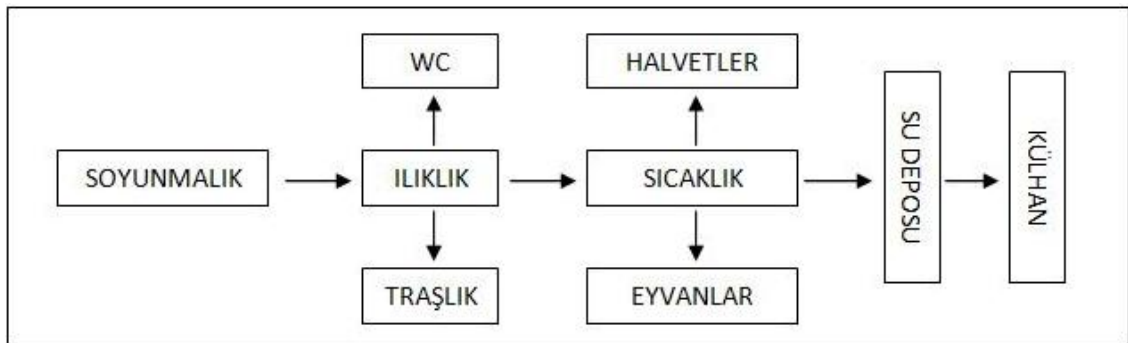 WC
HALVETLER
SOYUNMALIK
ILIKLIK
SICAKLIK
SU DEPOSU
KÜLHAN
TRAŞLIK
EYVANLAR